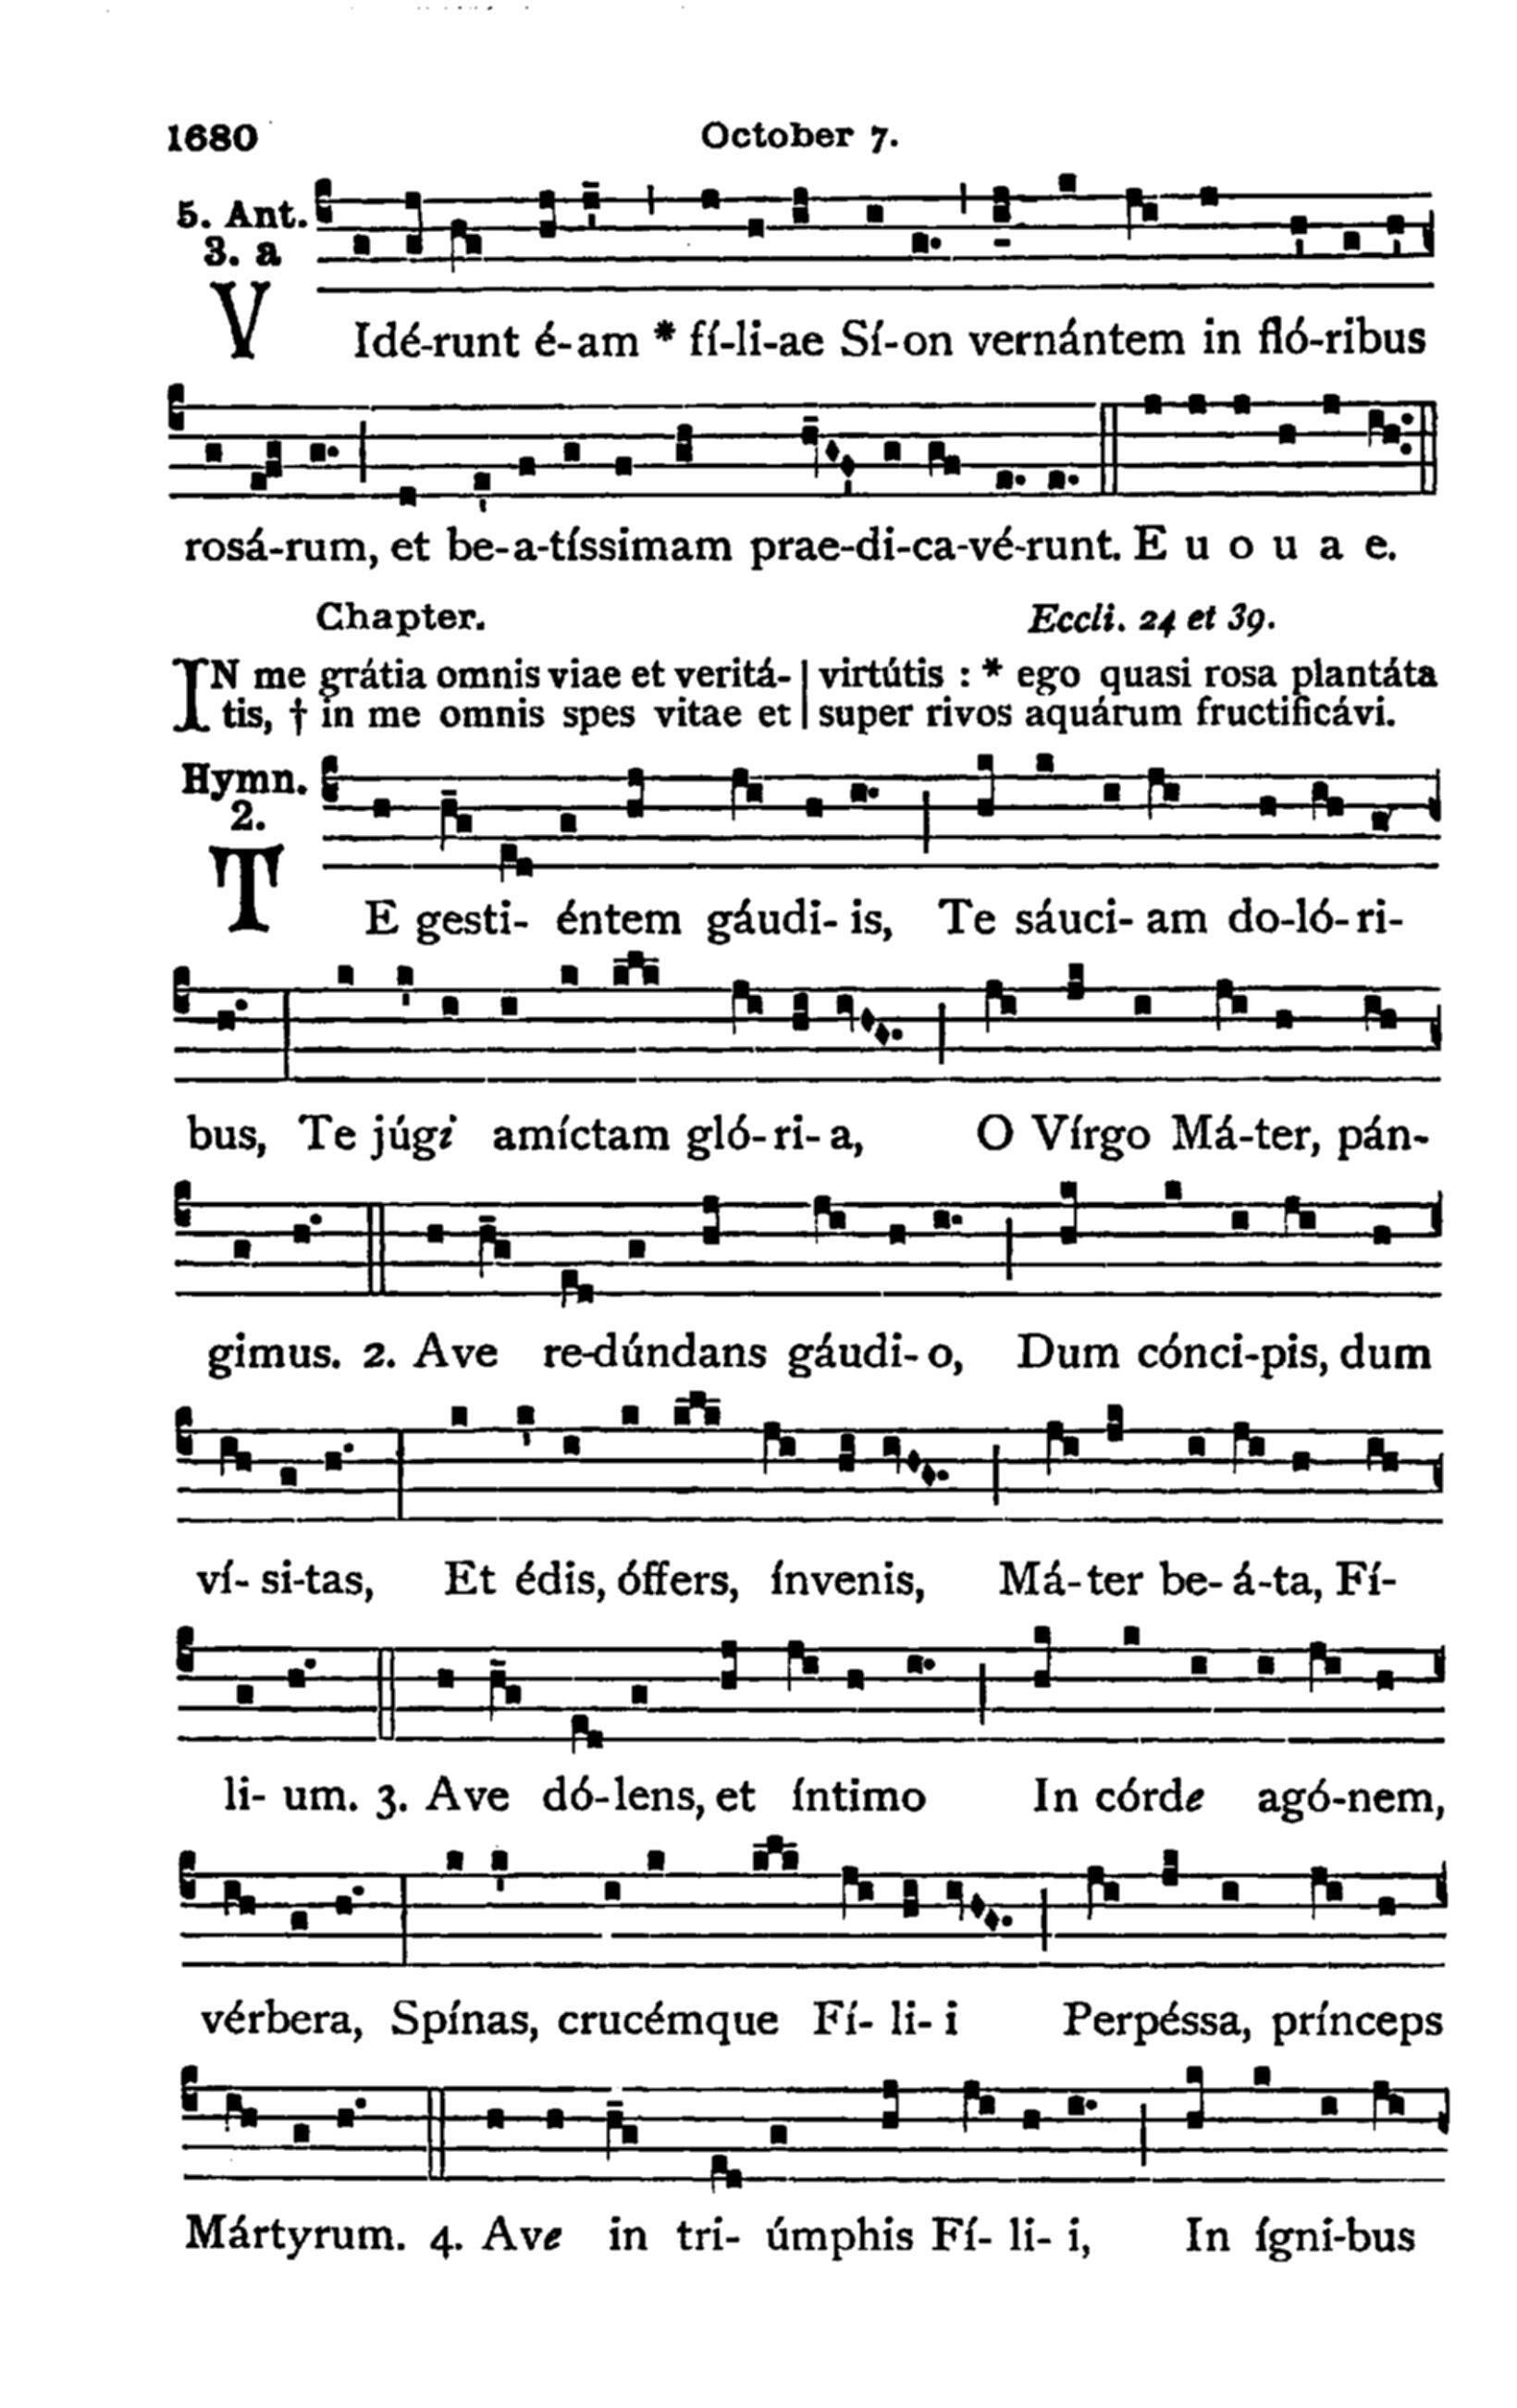 1680 October 7.
5. Ant.
3. a
V
Idé-runt é-am * fí-li-ae Sí-on vernántem in fló-ribus
rosá-rum, et be-a-tíssimam prae-di-ca-vé-runt. E u o u a e.
Chapter. Eccli. 24 et 39.
IN me grátia omnis viae et veritá-
tis, † in me omnis spes vitae et
virtútis : * ego quasi rosa plantáta
super rivos aquárum fructificávi.
Hymn.
2.
T
E gesti- éntem gáudi- is, Te sáuci- am do-ló-ri-
bus, Te júgi amíctam gló-ri- a, O Vírgo Má-ter, pán-
gimus. 2. Ave re-dúndans gáudi- o, Dum cónci-pis, dum
ví- si-tas, Et édis, óffers, ínvenis, Má-ter be- á-ta, Fí-
li- um. 3. Ave dó-lens, et íntimo In córde agó-nem,
vérbera, Spínas, crucémque Fí- li- i Perpéssa, prínceps
Mártyrum. 4. Ave in tri- úmphis Fí- li- i, In ígni-bus